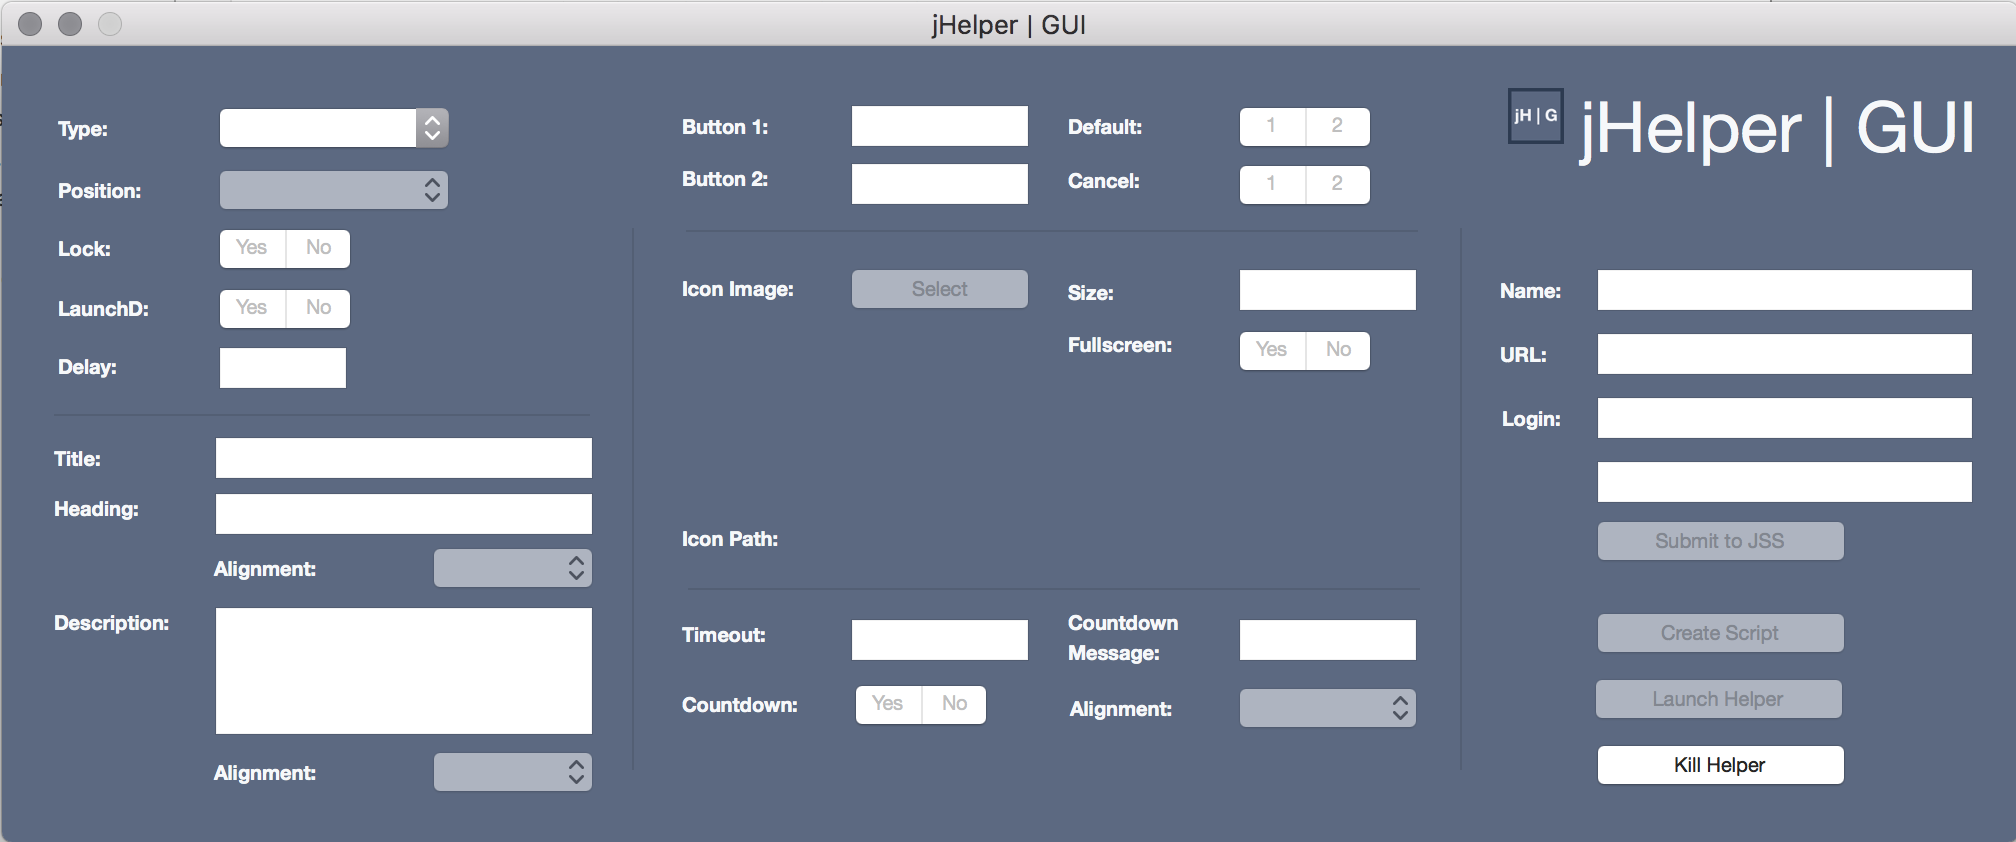 jHelper | GUI
Type:
Position:
Lock: Yes No
LaunchD: Yes No
Delay:
Title:
Heading:
Alignment:
Description:
Alignment:
Button 1:
Default: 1 2
Button 2:
Cancel: 1 2
Icon Image: Select
Size:
Fullscreen: Yes No
Icon Path:
Timeout:
Countdown
Message:
Countdown: Yes No
Alignment:
jH | G
jHelper | GUI
Name:
URL:
Login:
Submit to JSS
Create Script
Launch Helper
Kill Helper